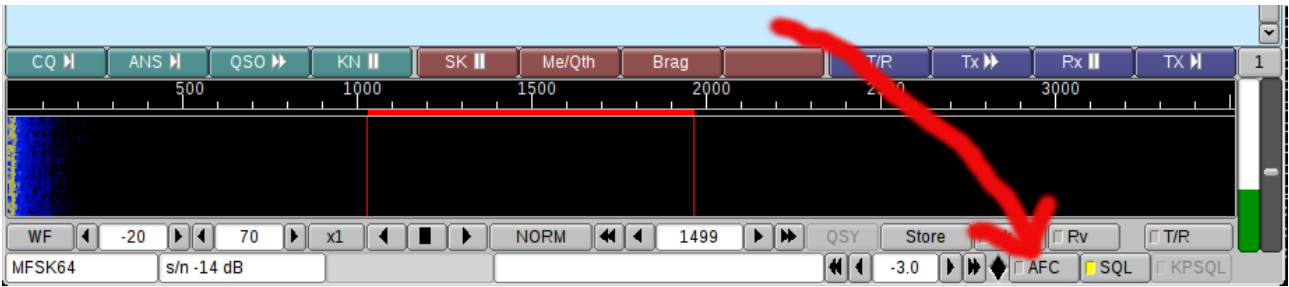 CQ ANS QSO KN SK Me/Qth Brag T/R Tx Rx TX 1
500 1000 1500 2000 3000
WF -20 70 x1 NORM 1499 QSY Store Rv T/R
MFSK64 s/n -14 dB -3.0 AFC SQL KPSQL